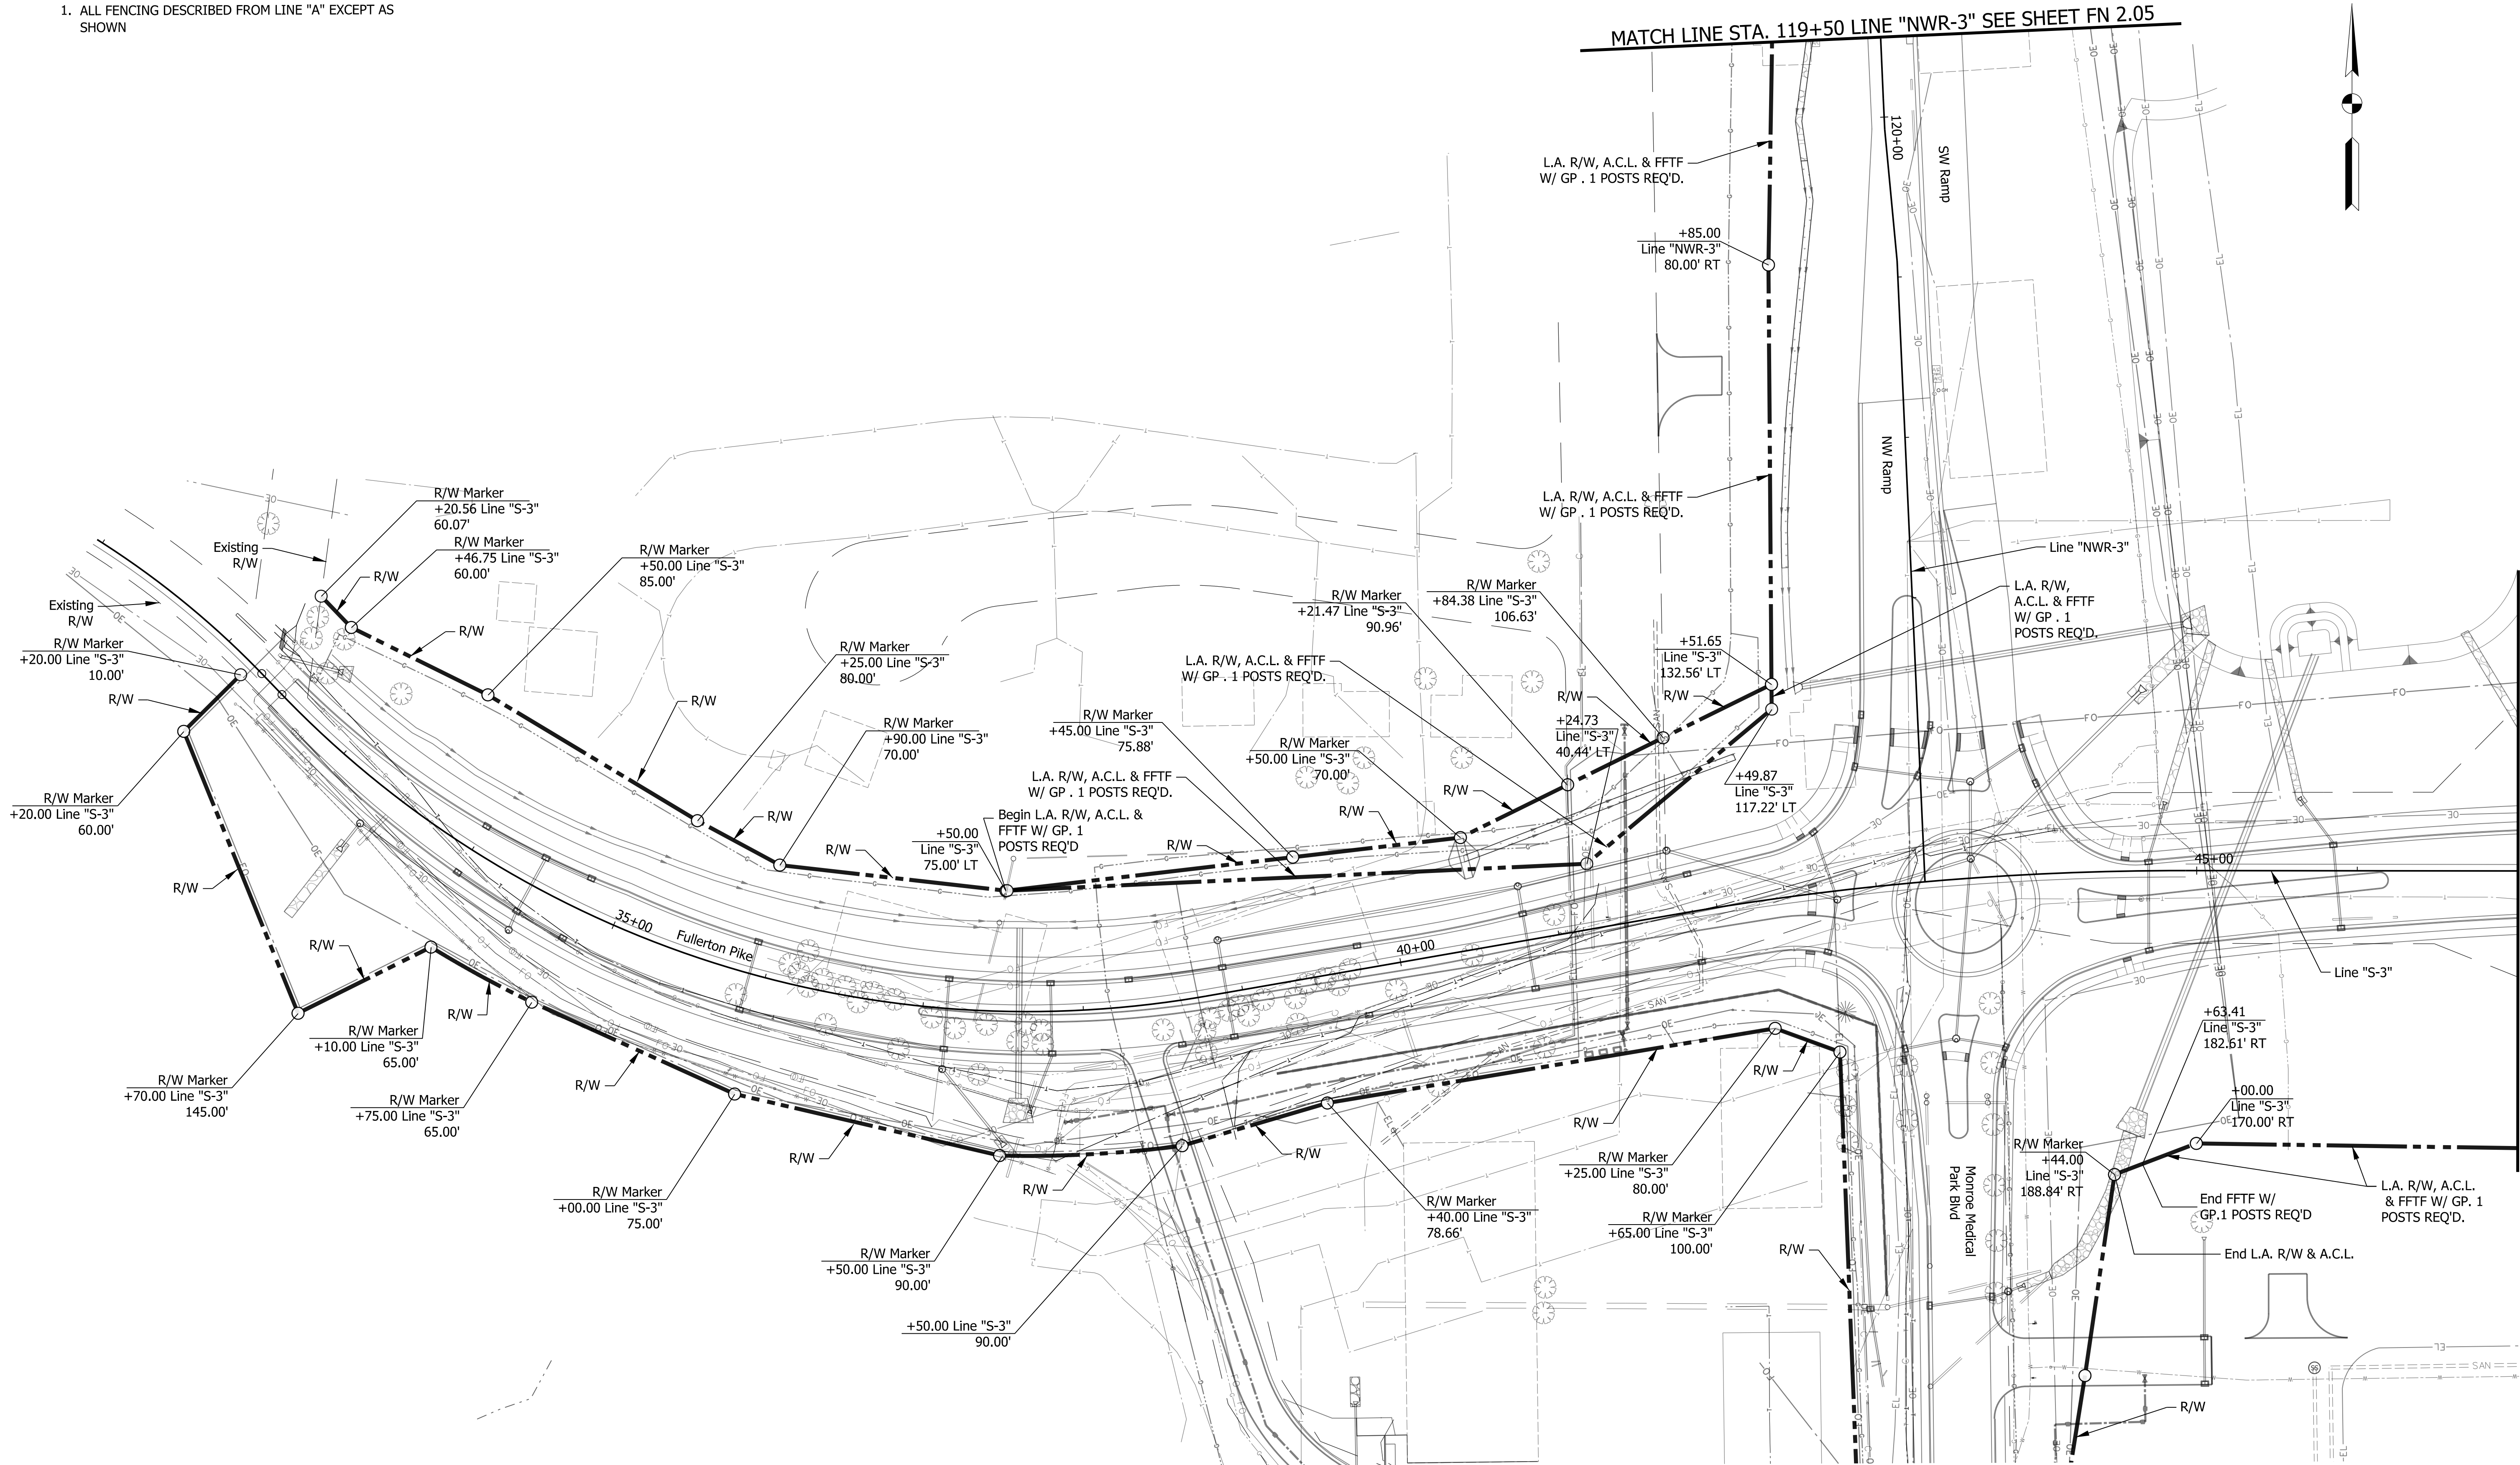 1. ALL FENCING DESCRIBED FROM LINE "A" EXCEPT AS
SHOWN
MATCH LINE STA. 119+50 LINE "NWR-3" SEE SHEET FN 2.05
120+00
SW Ramp
L.A. R/W, A.C.L. & FFTF
W/ GP . 1 POSTS REQ'D.
+85.00
Line "NWR-3"
80.00' RT
NW Ramp
L.A. R/W, A.C.L. & FFTF
W/ GP . 1 POSTS REQ'D.
Line "NWR-3"
L.A. R/W,
A.C.L. & FFTF
W/ GP . 1
POSTS REQ'D.
R/W Marker
+20.56 Line "S-3"
60.07'
R/W Marker
+46.75 Line "S-3"
60.00'
Existing
R/W
R/W
R/W
R/W Marker
+50.00 Line "S-3"
85.00'
Existing
R/W
R/W Marker
+20.00 Line "S-3"
10.00'
R/W
R/W Marker
+20.00 Line "S-3"
60.00'
R/W
R/W
R/W Marker
+25.00 Line "S-3"
80.00'
R/W
R/W Marker
+90.00 Line "S-3"
70.00'
R/W
+50.00
Line "S-3"
75.00' LT
Begin L.A. R/W, A.C.L. &
FFTF W/ GP. 1
POSTS REQ'D
L.A. R/W, A.C.L. & FFTF
W/ GP . 1 POSTS REQ'D.
R/W Marker
+45.00 Line "S-3"
75.88'
R/W
L.A. R/W, A.C.L. & FFTF
W/ GP . 1 POSTS REQ'D.
R/W Marker
+50.00 Line "S-3"
70.00'
R/W
R/W Marker
+21.47 Line "S-3"
90.96'
R/W
R/W Marker
+84.38 Line "S-3"
106.63'
R/W
+24.73
Line "S-3"
40.44' LT
+51.65
Line "S-3"
132.56' LT
R/W
+49.87
Line "S-3"
117.22' LT
35+00
Fullerton Pike
40+00
45+00
Line "S-3"
R/W
R/W Marker
+70.00 Line "S-3"
145.00'
R/W Marker
+10.00 Line "S-3"
65.00'
R/W
R/W Marker
+75.00 Line "S-3"
65.00'
R/W
R/W Marker
+00.00 Line "S-3"
75.00'
R/W
R/W Marker
+50.00 Line "S-3"
90.00'
R/W
+50.00 Line "S-3"
90.00'
R/W
R/W Marker
+40.00 Line "S-3"
78.66'
R/W
R/W Marker
+25.00 Line "S-3"
80.00'
R/W
R/W Marker
+65.00 Line "S-3"
100.00'
R/W
Monroe Medical
Park Blvd
+63.41
Line "S-3"
182.61' RT
+00.00
Line "S-3"
170.00' RT
R/W Marker
+44.00
Line "S-3"
188.84' RT
End FFTF W/
GP.1 POSTS REQ'D
L.A. R/W, A.C.L.
& FFTF W/ GP. 1
POSTS REQ'D.
End L.A. R/W & A.C.L.
R/W
SAN
SAN
SAN
SAN
FO
FO
FO